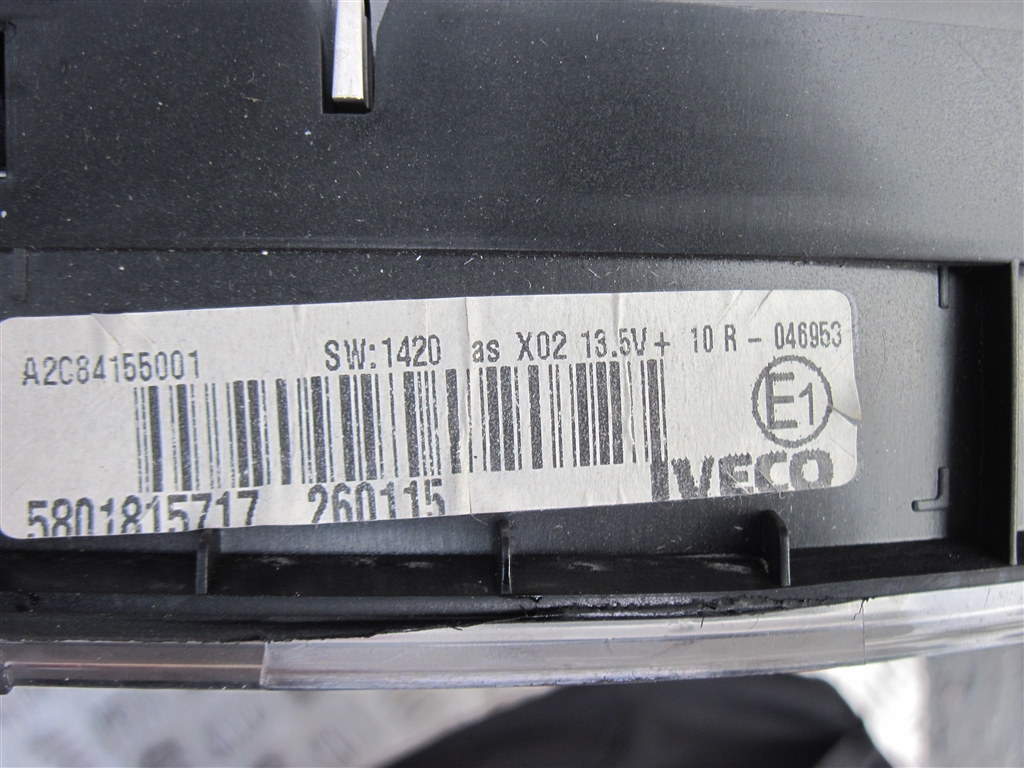 A2C84155001 SW:1420 as X02 13.5V+ 10 R - 046953
E1
5801815717 260115 IVECO